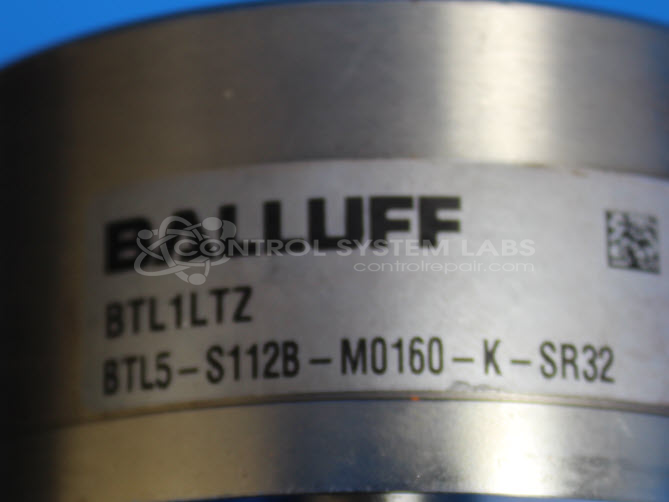 BALLUFF
CONTROL SYSTEM LABS
controlrepair.com
BTL1LTZ
BTL5-S112B-M0160-K-SR32